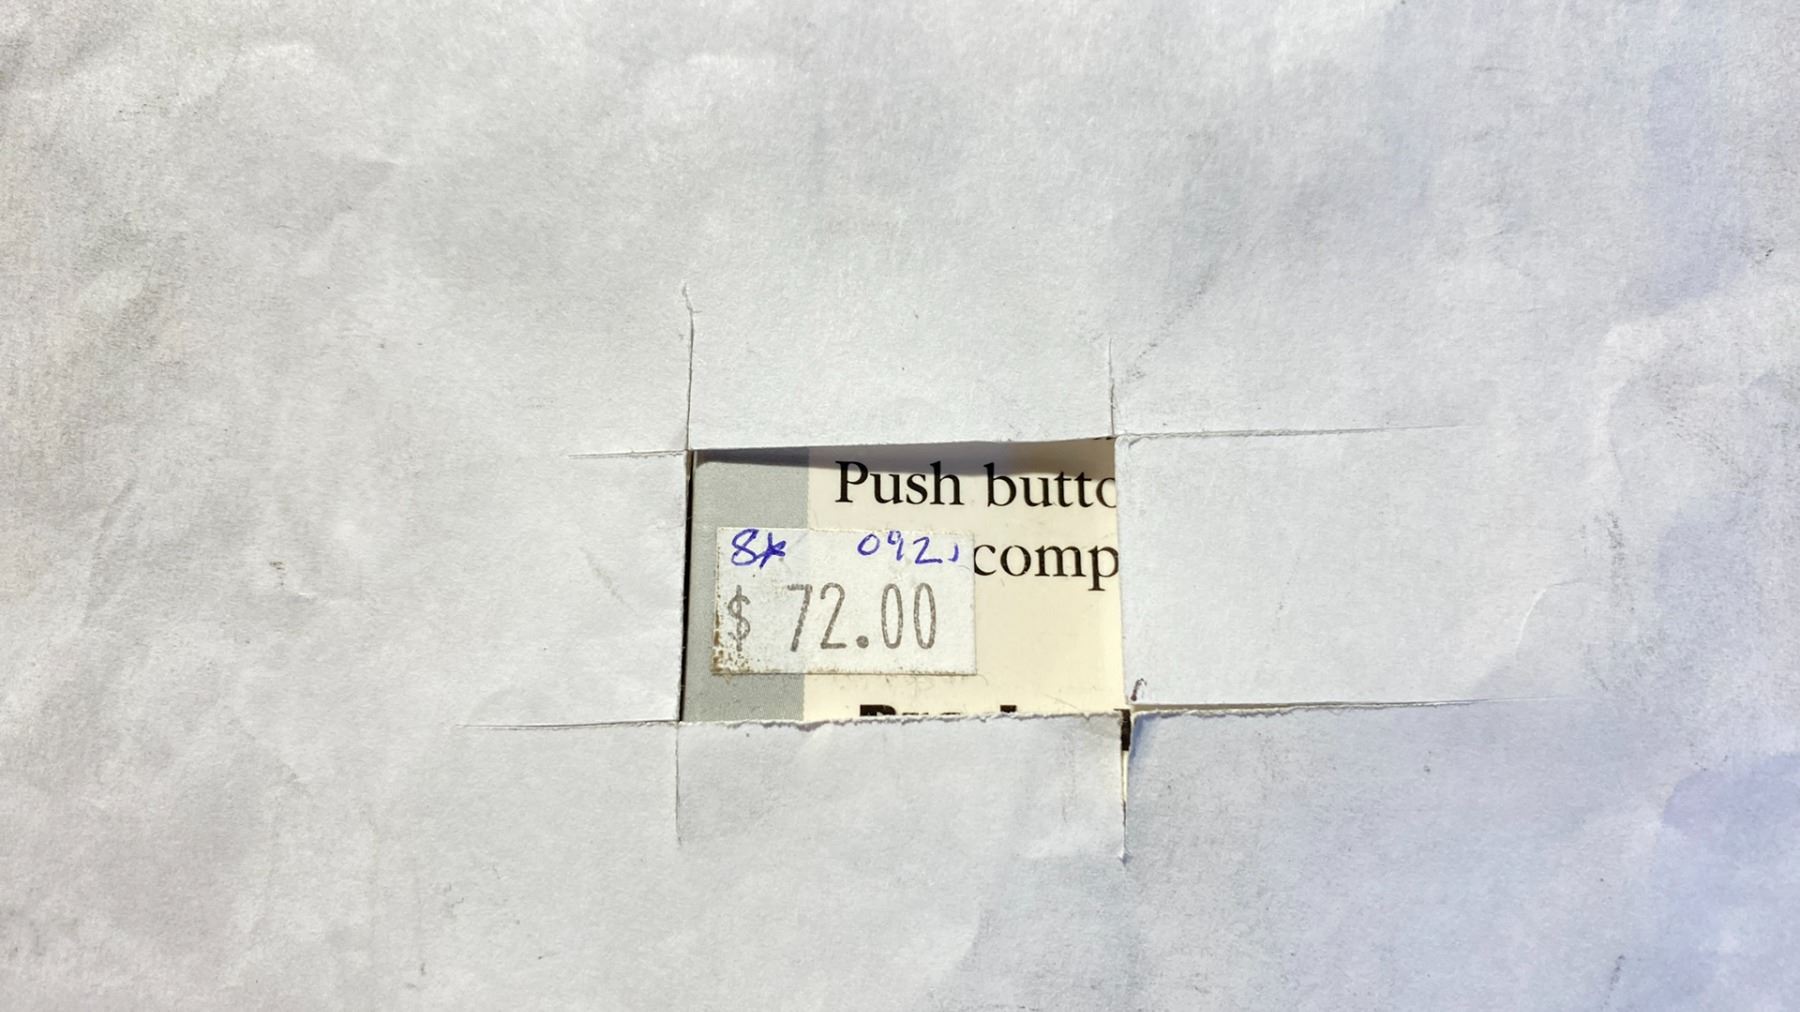 Push butto
comp
8* 092
$ 72.00